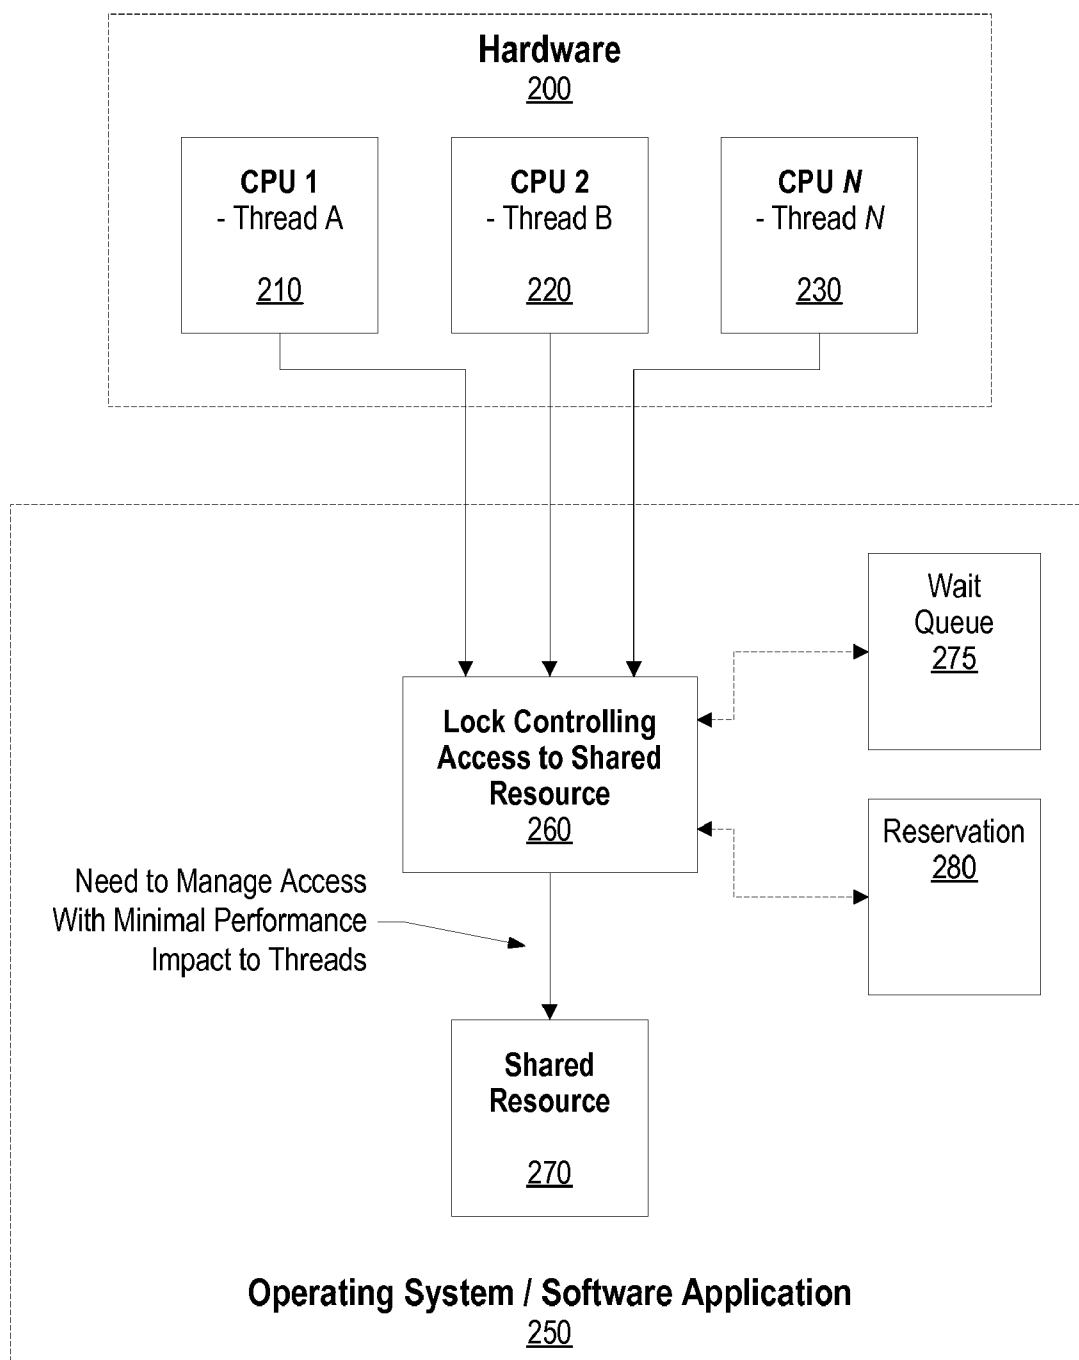 Hardware
200
CPU 1
- Thread A
210
CPU 2
- Thread B
220
CPU N
- Thread N
230
Wait
Queue
275
Lock Controlling
Access to Shared
Resource
260
Reservation
280
Need to Manage Access
With Minimal Performance
Impact to Threads
Shared
Resource
270
Operating System / Software Application
250